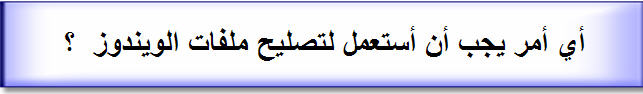 أي أمر يجب أن أستعمل لتصليح ملفات الويندوز ؟